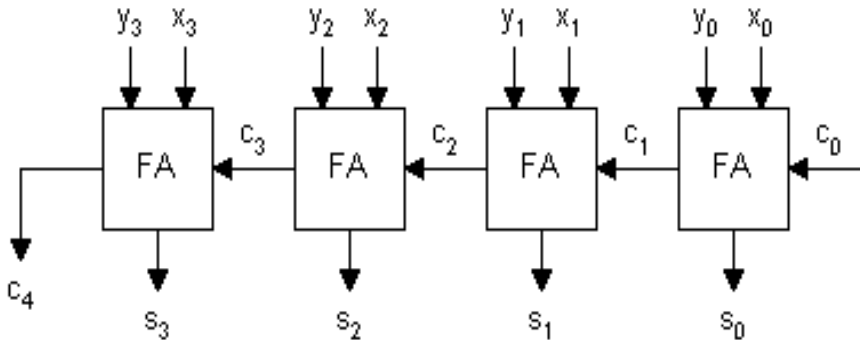 y₃ x₃ y₂ x₂ y₁ x₁ y₀ x₀
c₃ c₂ c₁ c₀
FA FA FA FA
c₄
s₃ s₂ s₁ s₀